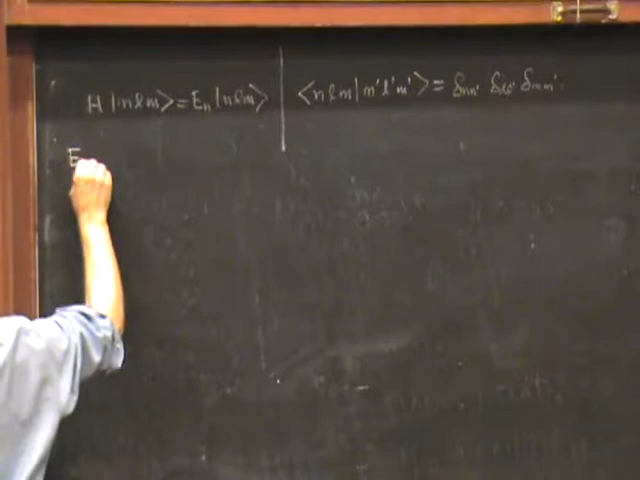 H |nlm> = Eₙ |nlm> | <nlm|n'l'm'> = δₙₙ' δₗₗ' δₘₘ'.
E